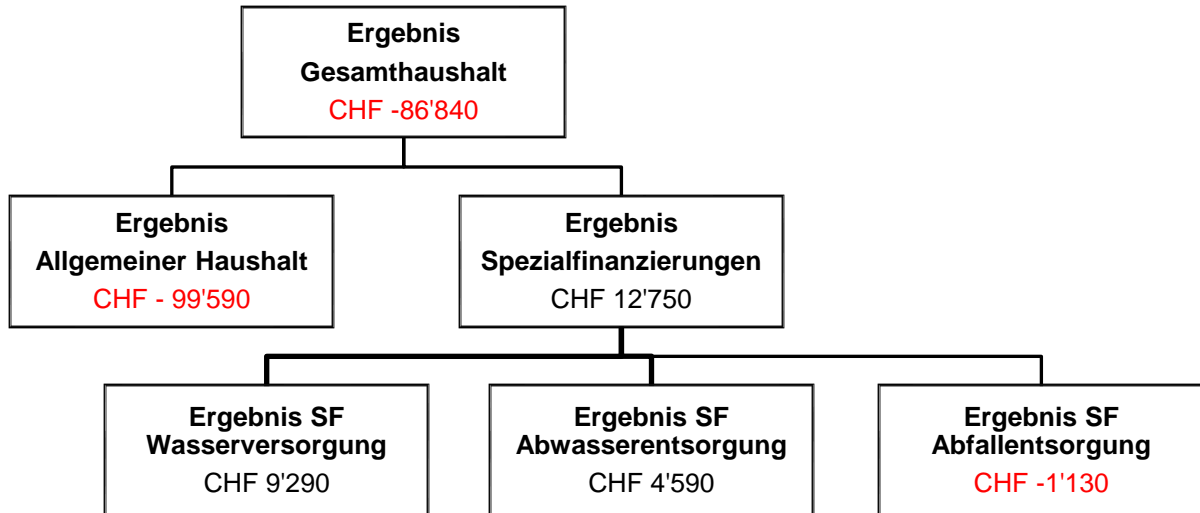 Ergebnis
Gesamthaushalt
CHF -86'840
Ergebnis
Allgemeiner Haushalt
CHF - 99'590
Ergebnis
Spezialfinanzierungen
CHF 12'750
Ergebnis SF
Wasserversorgung
CHF 9'290
Ergebnis SF
Abwasserentsorgung
CHF 4'590
Ergebnis SF
Abfallentsorgung
CHF -1'130